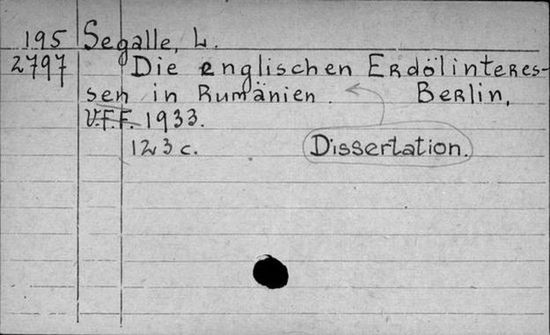 195 Segalle, L.
2797 Die englischen Erdölinteres-
sen in Rumänien. Berlin,
V.F.F. 1933.
123 c. Dissertation.